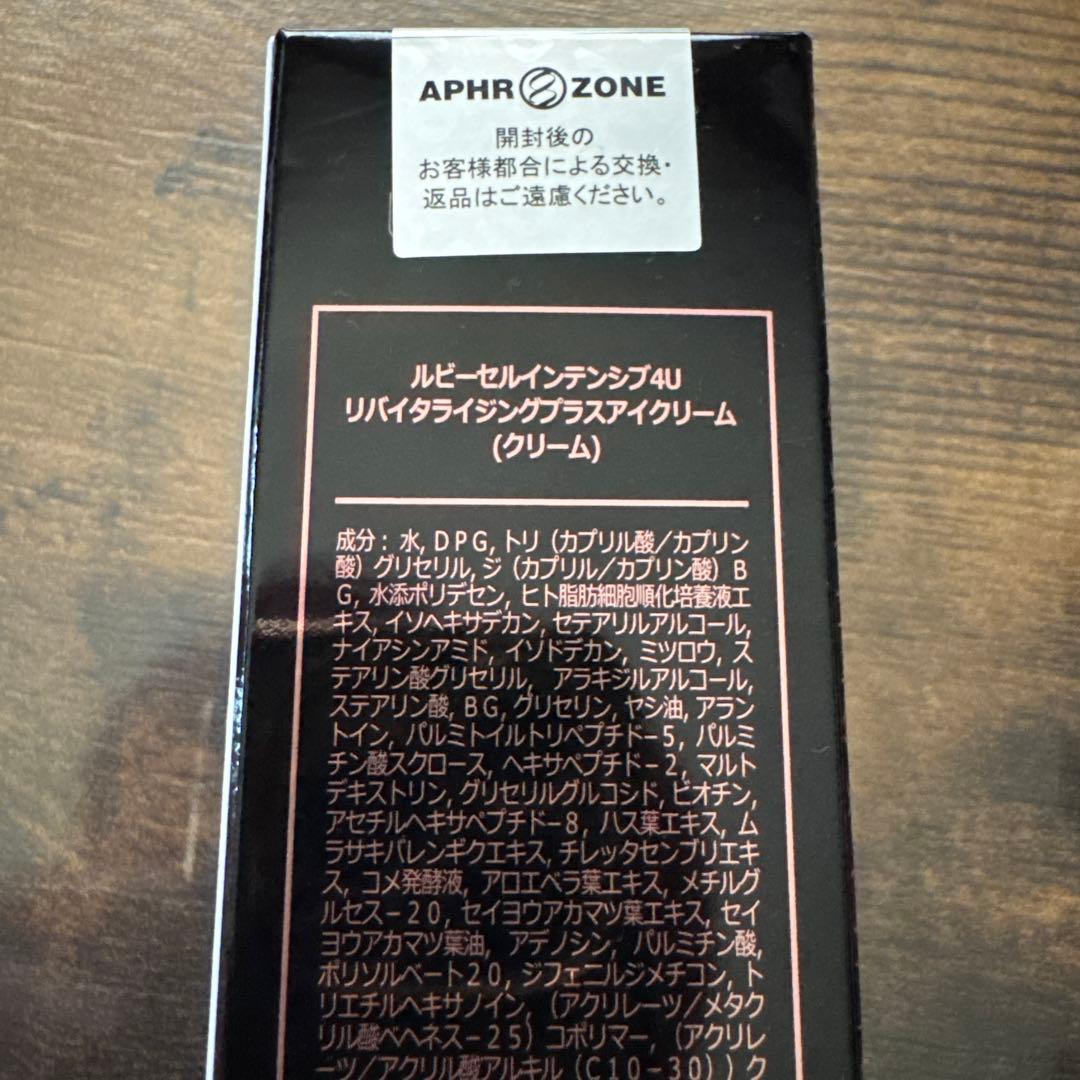 APHROZONE
開封後の
お客様都合による交換・
返品はご遠慮ください。
ルビーセルインテンシブ4U
リバイタライジングプラスアイクリーム
(クリーム)
成分：水, DPG, トリ（カプリル酸／カプリン
酸）グリセリル, ジ（カプリル／カプリン酸）B
G, 水添ポリデセン, ヒト脂肪細胞順化培養液エ
キス, イソヘキサデカン, セテアリルアルコール,
ナイアシンアミド, イソドデカン, ミツロウ, ス
テアリン酸グリセリル, アラキジルアルコール,
ステアリン酸, BG, グリセリン, ヤシ油, アラン
トイン, パルミトイルトリペプチド−5, パルミ
チン酸スクロース, ヘキサペプチド−2, マルト
デキストリン, グリセリルグルコシド, ビオチン,
アセチルヘキサペプチド−8, ハス葉エキス, ム
ラサキバレンギクエキス, チレッタセンブリエキ
ス, コメ発酵液, アロエベラ葉エキス, メチルグ
ルセス−20, セイヨウアカマツ葉エキス, セイ
ヨウアカマツ葉油, アデノシン, パルミチン酸,
ポリソルベート20, ジフェニルジメチコン, ト
リエチルヘキサノイン, （アクリレーツ／メタク
リル酸ベヘネス−25）コポリマー, （アクリレ
ーツ／アクリル酸アルキル（C10−30））ク